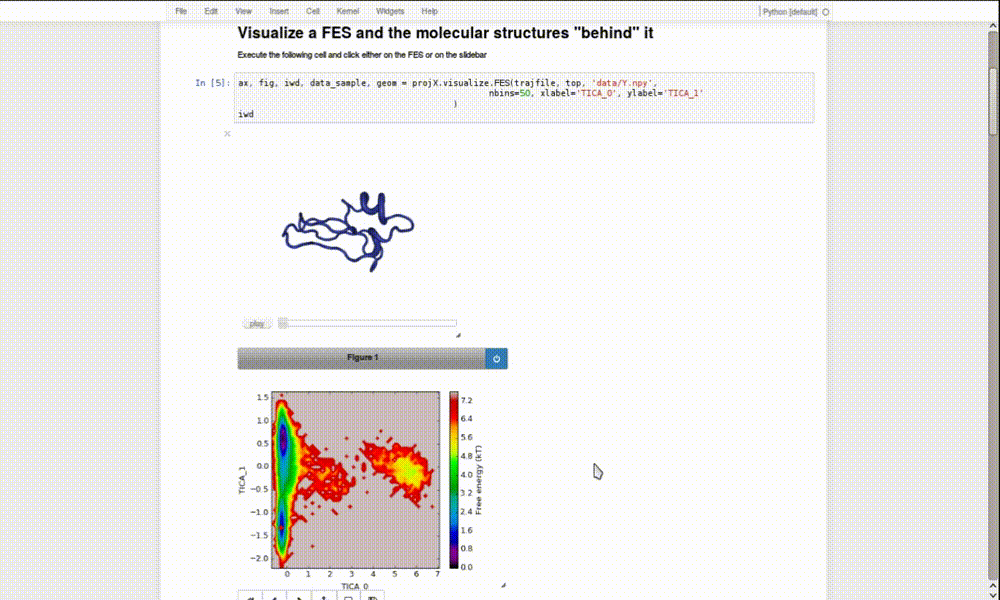 File Edit View Insert Cell Kernel Widgets Help
Python [default]
Visualize a FES and the molecular structures "behind" it
Execute the following cell and click either on the FES or on the slidebar
In [5]: ax, fig, iwd, data_sample, geom = projX.visualize.FES(trajfile, top, 'data/Y.npy',
nbins=50, xlabel='TICA_0', ylabel='TICA_1'
)
iwd
play
Figure 1
1.5
1.0
0.5
0.0
−0.5
−1.0
−1.5
−2.0
TICA_1
0 1 2 3 4 5 6 7
TICA_0
7.2
6.4
5.6
4.8
4.0
3.2
2.4
1.6
0.8
0.0
Free energy (kT)